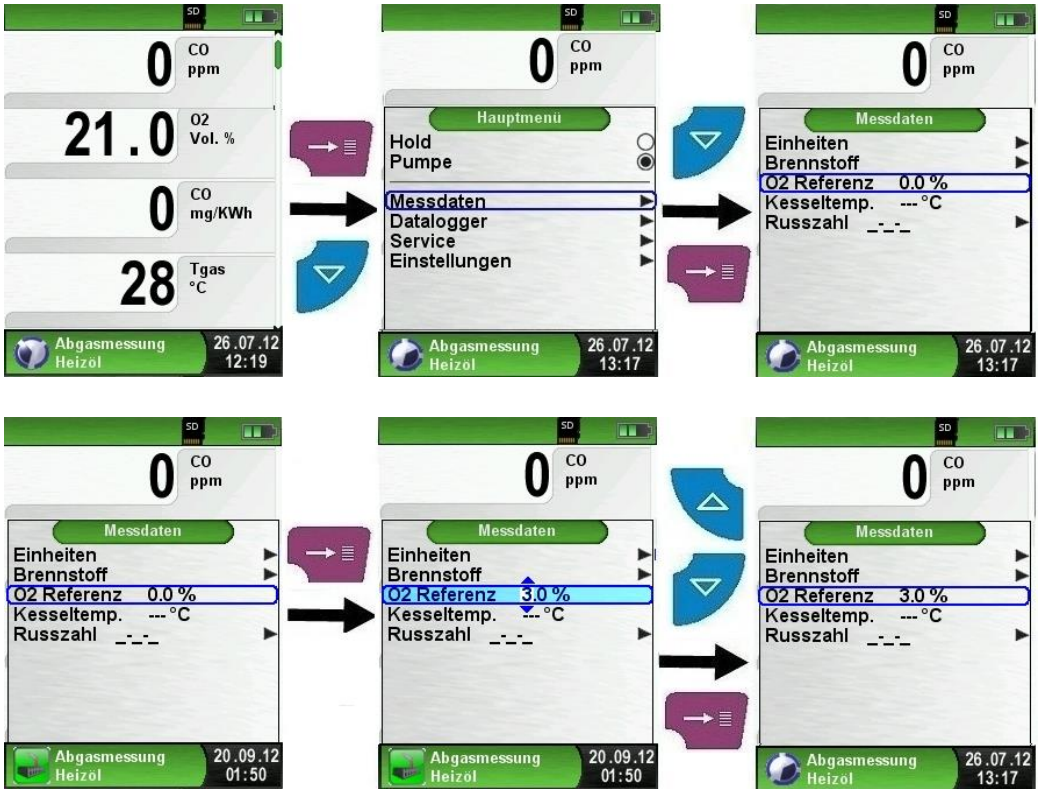 SD
0 CO
ppm
21.0 O2
Vol. %
0 CO
mg/KWh
28 Tgas
°C
Abgasmessung 26.07.12
Heizöl 12:19
SD
0 CO
ppm
Hauptmenü
Hold
Pumpe
Messdaten
Datalogger
Service
Einstellungen
Abgasmessung 26.07.12
Heizöl 13:17
SD
0 CO
ppm
Messdaten
Einheiten
Brennstoff
O2 Referenz 0.0 %
Kesseltemp. --- °C
Russzahl _-_-_
Abgasmessung 26.07.12
Heizöl 13:17
SD
0 CO
ppm
Messdaten
Einheiten
Brennstoff
O2 Referenz 0.0 %
Kesseltemp. --- °C
Russzahl _-_-_
Abgasmessung 20.09.12
Heizöl 01:50
SD
0 CO
ppm
Messdaten
Einheiten
Brennstoff
O2 Referenz 3.0 %
Kesseltemp. --- °C
Russzahl _-_-_
Abgasmessung 20.09.12
Heizöl 01:50
SD
0 CO
ppm
Messdaten
Einheiten
Brennstoff
O2 Referenz 3.0 %
Kesseltemp. --- °C
Russzahl _-_-_
Abgasmessung 26.07.12
Heizöl 13:17